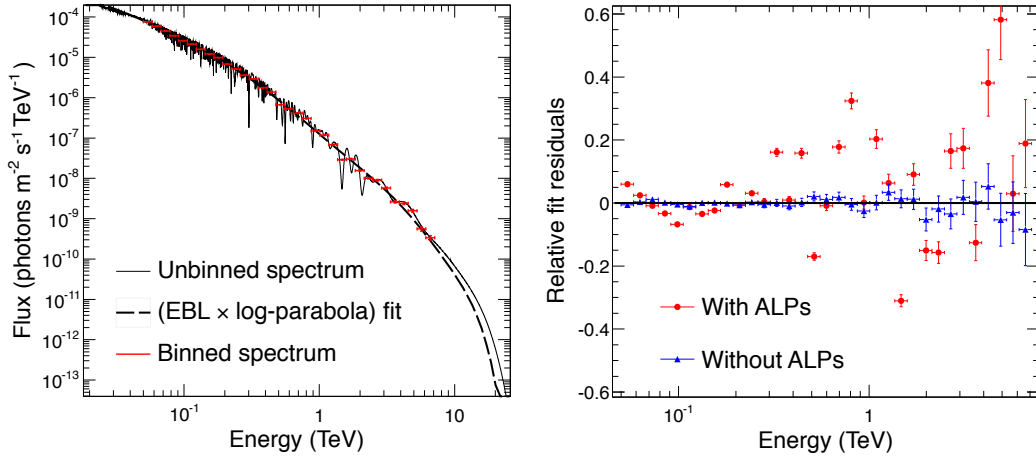 Flux (photons m⁻² s⁻¹ TeV⁻¹)
10⁻⁴
10⁻⁵
10⁻⁶
10⁻⁷
10⁻⁸
10⁻⁹
10⁻¹⁰
10⁻¹¹
10⁻¹²
10⁻¹³
Unbinned spectrum
(EBL × log-parabola) fit
Binned spectrum
10⁻¹ 1 10
Energy (TeV)
Relative fit residuals
0.6
0.4
0.2
0
-0.2
-0.4
-0.6
With ALPs
Without ALPs
10⁻¹ 1
Energy (TeV)